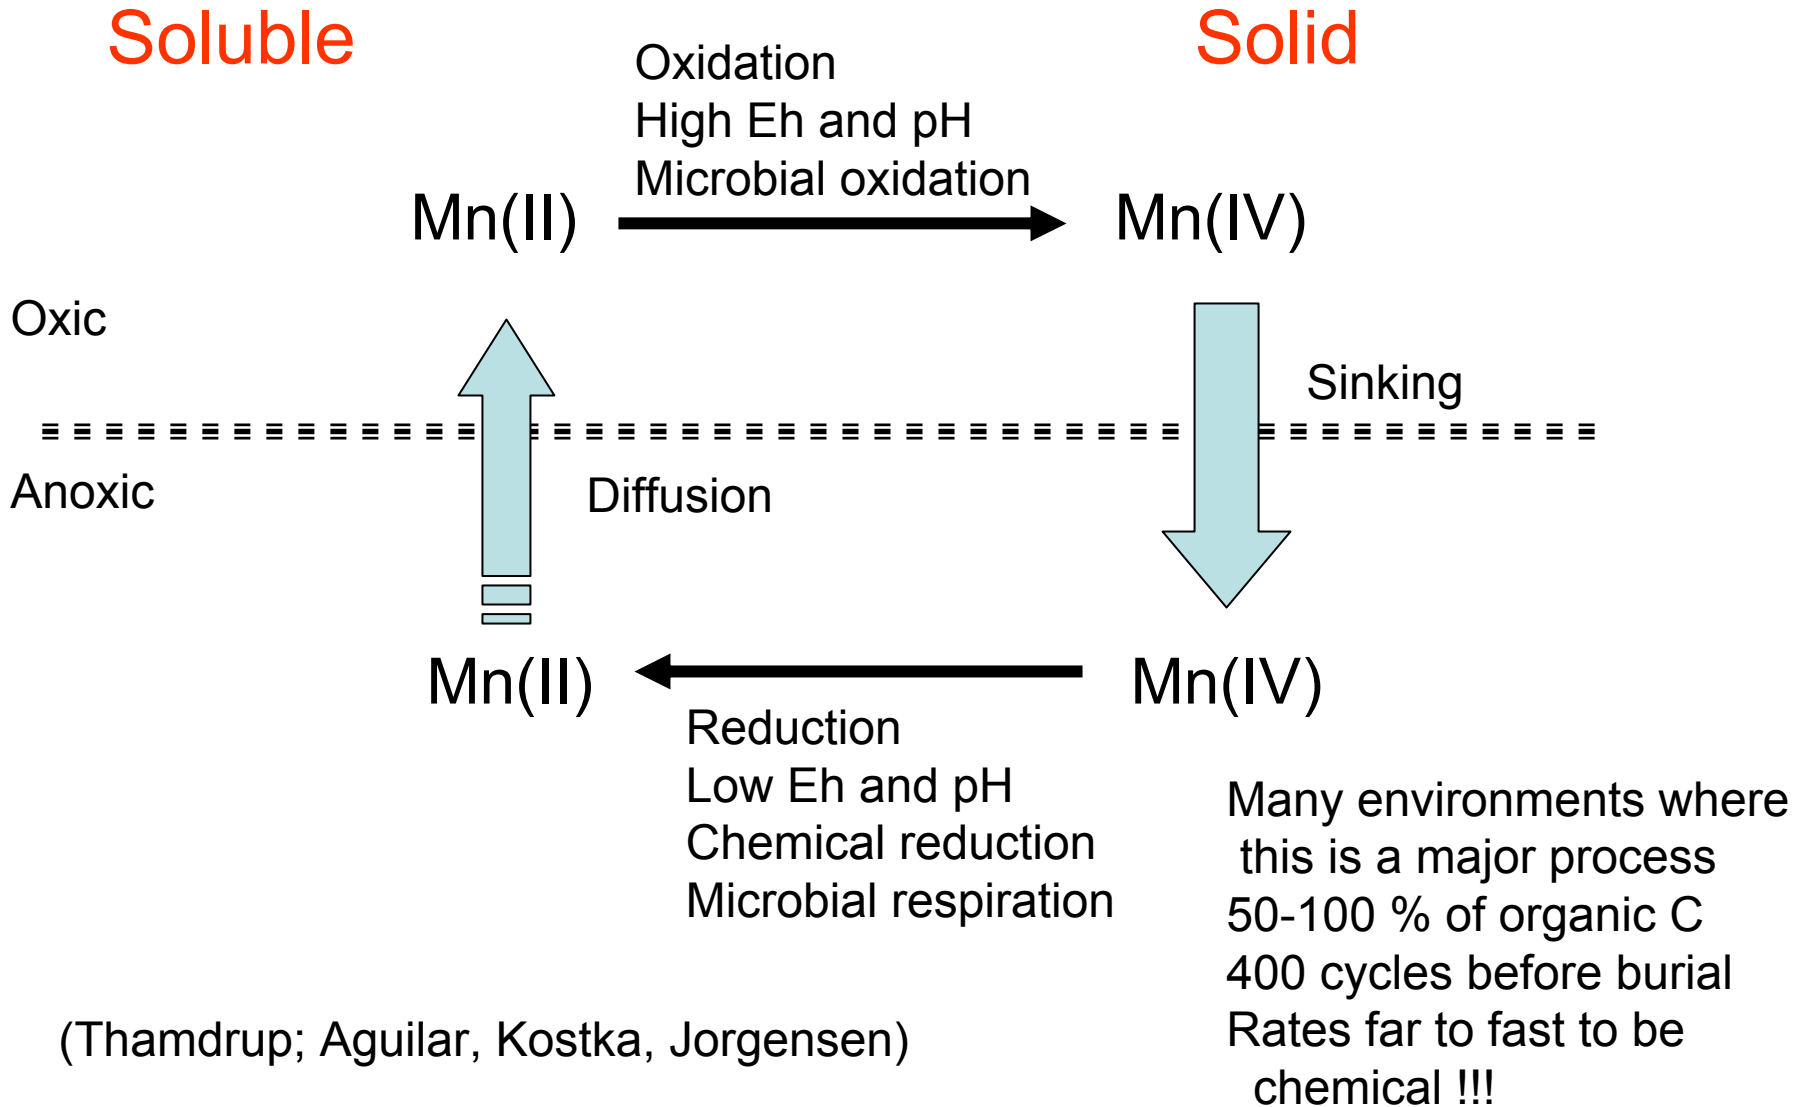 Soluble
Solid
Oxidation
High Eh and pH
Microbial oxidation
Mn(II)
Mn(IV)
Oxic
Sinking
Anoxic
Diffusion
Mn(II)
Mn(IV)
Reduction
Low Eh and pH
Chemical reduction
Microbial respiration
Many environments where
this is a major process
50-100 % of organic C
400 cycles before burial
Rates far to fast to be
chemical !!!
(Thamdrup; Aguilar, Kostka, Jorgensen)